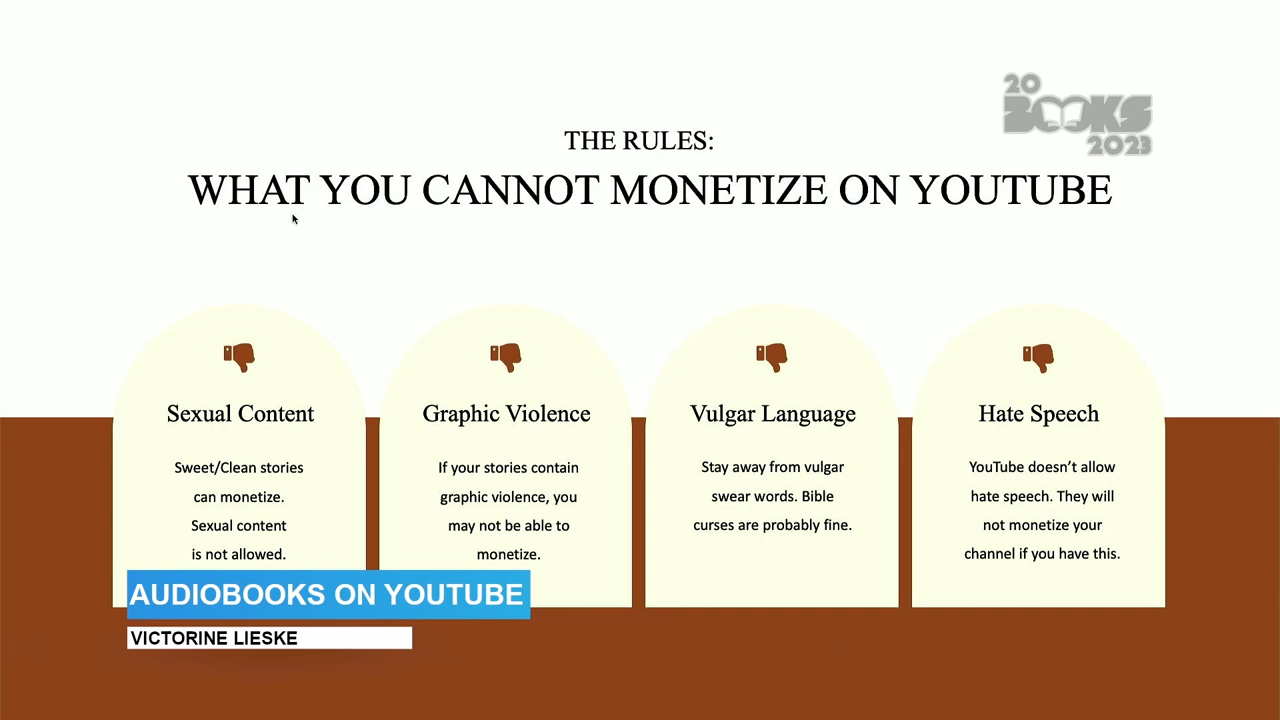 20
BOOKS
2023
THE RULES:
WHAT YOU CANNOT MONETIZE ON YOUTUBE
Sexual Content
Sweet/Clean stories
can monetize.
Sexual content
is not allowed.
Graphic Violence
If your stories contain
graphic violence, you
may not be able to
monetize.
Vulgar Language
Stay away from vulgar
swear words. Bible
curses are probably fine.
Hate Speech
YouTube doesn’t allow
hate speech. They will
not monetize your
channel if you have this.
AUDIOBOOKS ON YOUTUBE
VICTORINE LIESKE